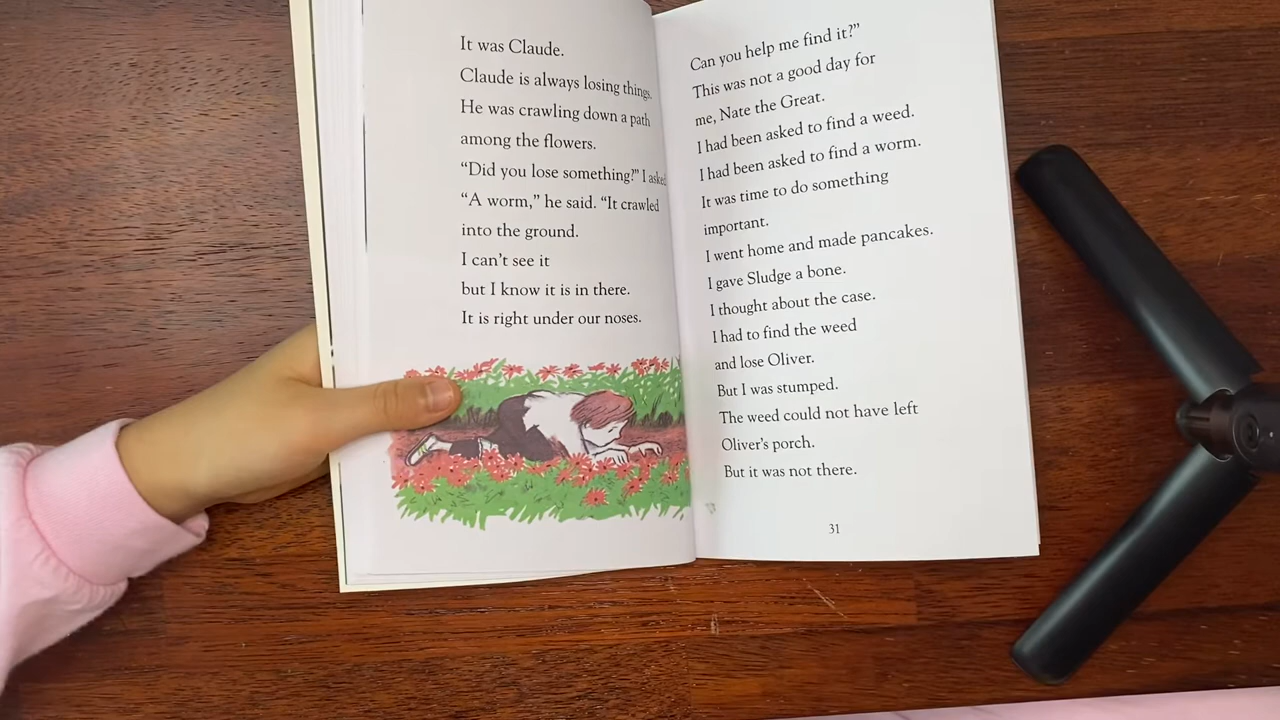 It was Claude.
Claude is always losing things.
He was crawling down a path
among the flowers.
“Did you lose something?” I asked
“A worm,” he said. “It crawled
into the ground.
I can’t see it
but I know it is in there.
It is right under our noses.
Can you help me find it?”
This was not a good day for
me, Nate the Great.
I had been asked to find a weed.
I had been asked to find a worm.
It was time to do something
important.
I went home and made pancakes.
I gave Sludge a bone.
I thought about the case.
I had to find the weed
and lose Oliver.
But I was stumped.
The weed could not have left
Oliver’s porch.
But it was not there.
31